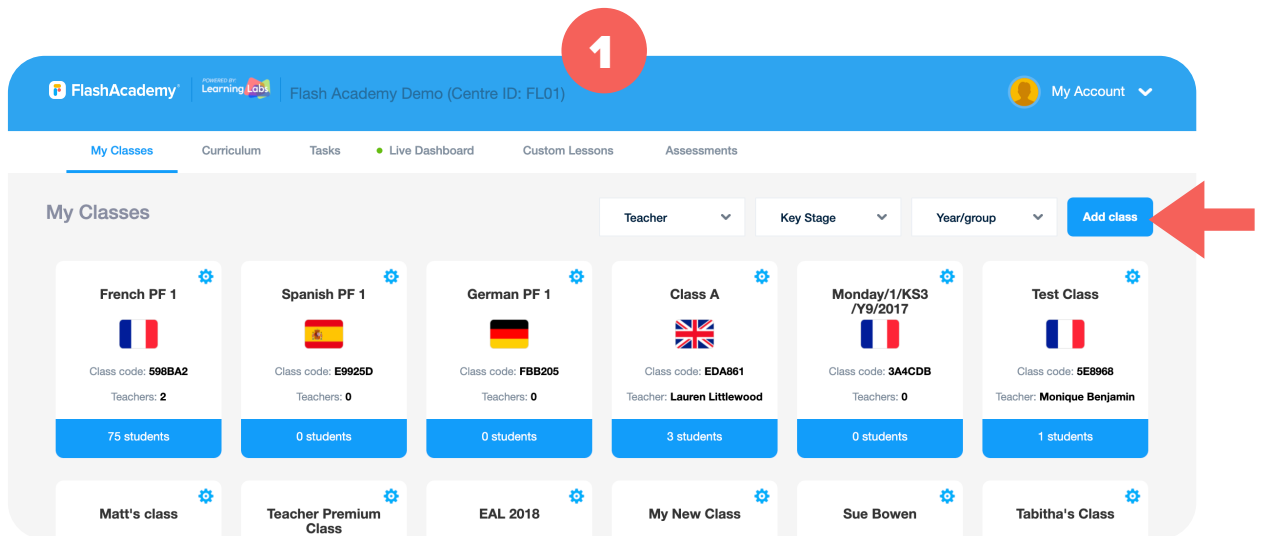 1
FlashAcademy®
POWERED BY:
Learning Labs
Flash Academy Demo (Centre ID: FL01)
My Account
My Classes
Curriculum
Tasks
Live Dashboard
Custom Lessons
Assessments
My Classes
Teacher
Key Stage
Year/group
Add class
French PF 1
Class code: 598BA2
Teachers: 2
75 students
Spanish PF 1
Class code: E9925D
Teachers: 0
0 students
German PF 1
Class code: FBB205
Teachers: 0
0 students
Class A
Class code: EDA861
Teacher: Lauren Littlewood
3 students
Monday/1/KS3
/Y9/2017
Class code: 3A4CDB
Teachers: 0
0 students
Test Class
Class code: 5E8968
Teacher: Monique Benjamin
1 students
Matt's class
Teacher Premium
Class
EAL 2018
My New Class
Sue Bowen
Tabitha's Class